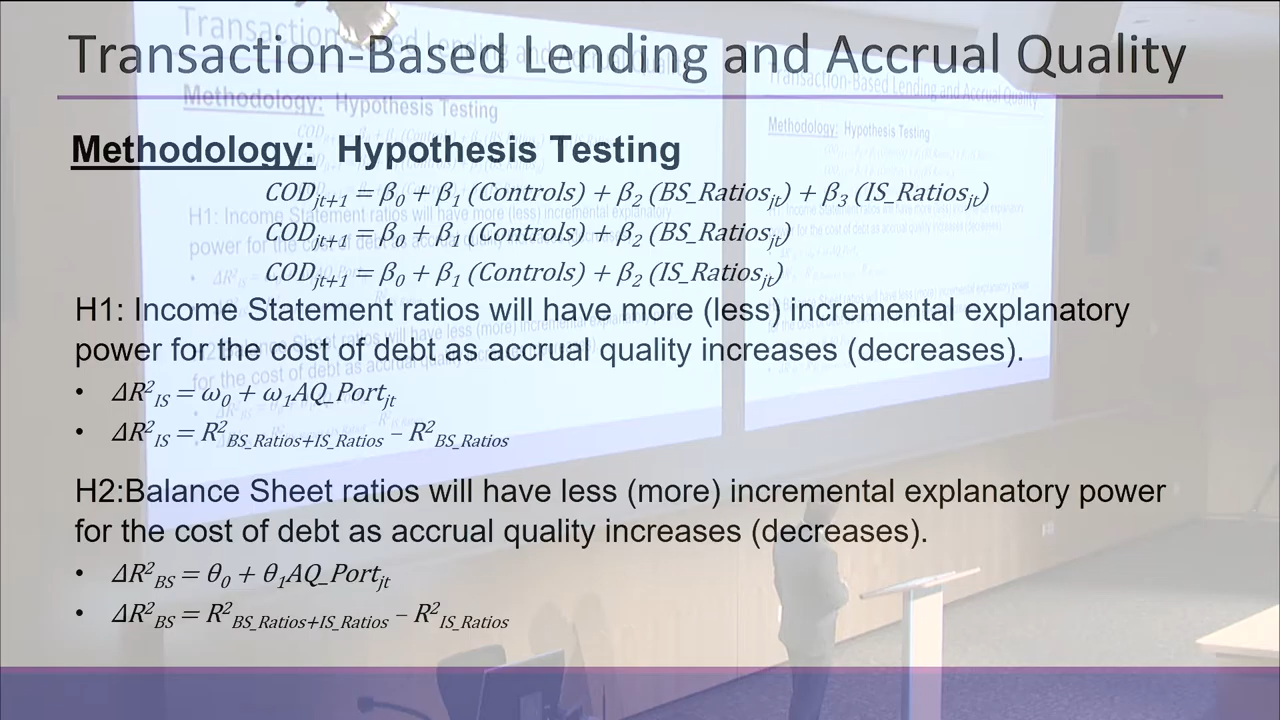 Transaction-Based Lending and Accrual Quality
Methodology: Hypothesis Testing
COD_jt+1 = β_0 + β_1 (Controls) + β_2 (BS_Ratios_jt) + β_3 (IS_Ratios_jt)
COD_jt+1 = β_0 + β_1 (Controls) + β_2 (BS_Ratios_jt)
COD_jt+1 = β_0 + β_1 (Controls) + β_2 (IS_Ratios_jt)
H1: Income Statement ratios will have more (less) incremental explanatory
power for the cost of debt as accrual quality increases (decreases).
• ΔR²_IS = ω_0 + ω_1AQ_Port_jt
• ΔR²_IS = R²_BS_Ratios+IS_Ratios – R²_BS_Ratios
H2:Balance Sheet ratios will have less (more) incremental explanatory power
for the cost of debt as accrual quality increases (decreases).
• ΔR²_BS = θ_0 + θ_1AQ_Port_jt
• ΔR²_BS = R²_BS_Ratios+IS_Ratios – R²_IS_Ratios